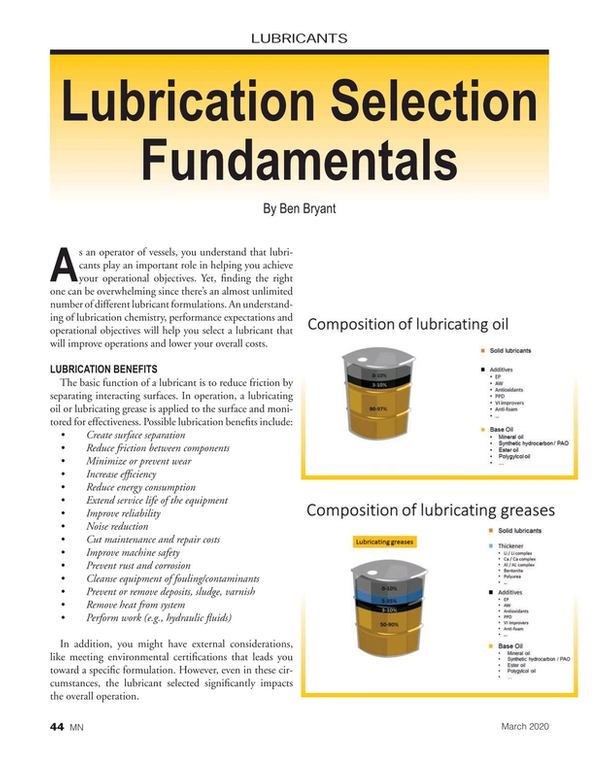 LUBRICANTS
Lubrication Selection
Fundamentals
By Ben Bryant
As an operator of vessels, you understand that lubri-
cants play an important role in helping you achieve
your operational objectives. Yet, finding the right
one can be overwhelming since there's an almost unlimited
number of different lubricant formulations. An understand-
ing of lubrication chemistry, performance expectations and
operational objectives will help you select a lubricant that
will improve operations and lower your overall costs.
LUBRICATION BENEFITS
The basic function of a lubricant is to reduce friction by
separating interacting surfaces. In operation, a lubricating
oil or lubricating grease is applied to the surface and moni-
tored for effectiveness. Possible lubrication benefits include:
• Create surface separation
• Reduce friction between components
• Minimize or prevent wear
• Increase efficiency
• Reduce energy consumption
• Extend service life of the equipment
• Improve reliability
• Noise reduction
• Cut maintenance and repair costs
• Improve machine safety
• Prevent rust and corrosion
• Cleanse equipment of fouling/contaminants
• Prevent or remove deposits, sludge, varnish
• Remove heat from system
• Perform work (e.g., hydraulic fluids)
In addition, you might have external considerations,
like meeting environmental certifications that leads you
toward a specific formulation. However, even in these cir-
cumstances, the lubricant selected significantly impacts
the overall operation.
Composition of lubricating oil
0-10%
3-10%
90-97%
Solid lubricants
Additives
• EP
• AW
• Antioxidants
• PPD
• VI improvers
• Anti-foam
• ...
Base Oil
• Mineral oil
• Synthetic hydrocarbon / PAO
• Ester oil
• Polygylcol oil
• ...
Composition of lubricating greases
Lubricating greases
0-10%
3-10%
50-90%
Solid lubricants
Thickener
• Li / Li complex
• Ca / Ca complex
• Al / AL complex
• Bentonite
• Polyurea
• ...
Additives
• EP
• AW
• Antioxidants
• PPD
• VI improvers
• Anti-foam
• ...
Base Oil
• Mineral oil
• Synthetic hydrocarbon / PAO
• Ester oil
• Polygylcol oil
• ...
44 MN
March 2020